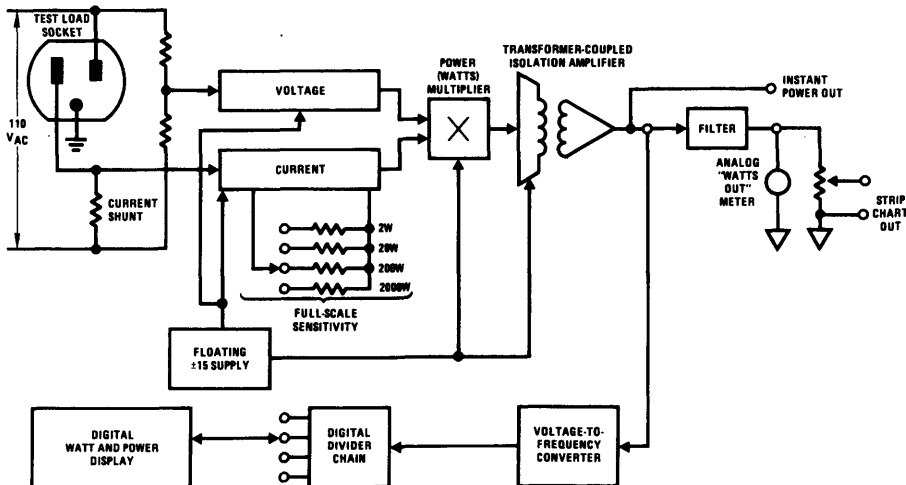 TEST LOAD
SOCKET
110
VAC
CURRENT
SHUNT
VOLTAGE
CURRENT
2W
20W
200W
2000W
FULL-SCALE
SENSITIVITY
FLOATING
±15 SUPPLY
POWER
(WATTS)
MULTIPLIER
X
TRANSFORMER-COUPLED
ISOLATION AMPLIFIER
INSTANT
POWER OUT
FILTER
ANALOG
"WATTS
OUT"
METER
STRIP
CHART
OUT
DIGITAL
WATT AND POWER
DISPLAY
DIGITAL
DIVIDER
CHAIN
VOLTAGE-TO-
FREQUENCY
CONVERTER